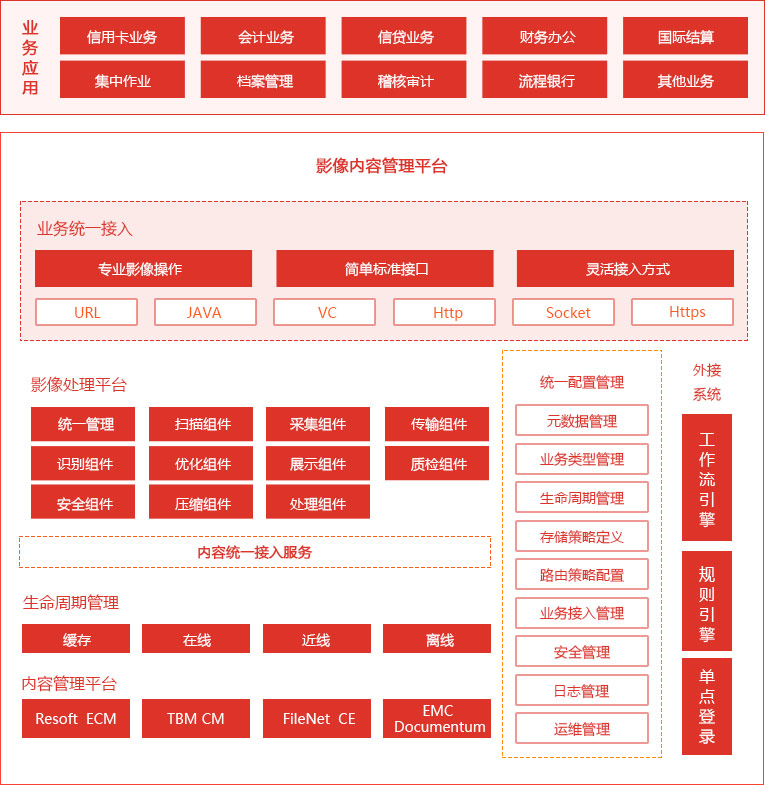 业务应用
信用卡业务
会计业务
信贷业务
财务办公
国际结算
集中作业
档案管理
稽核审计
流程银行
其他业务
影像内容管理平台
业务统一接入
专业影像操作
简单标准接口
灵活接入方式
URL
JAVA
VC
Http
Socket
Https
影像处理平台
统一管理
扫描组件
采集组件
传输组件
识别组件
优化组件
展示组件
质检组件
安全组件
压缩组件
处理组件
内容统一接入服务
生命周期管理
缓存
在线
近线
离线
内容管理平台
Resoft ECM
TBM CM
FileNet CE
EMC
Documentum
统一配置管理
元数据管理
业务类型管理
生命周期管理
存储策略定义
路由策略配置
业务接入管理
安全管理
日志管理
运维管理
外接
系统
工作流引擎
规则引擎
单点登录